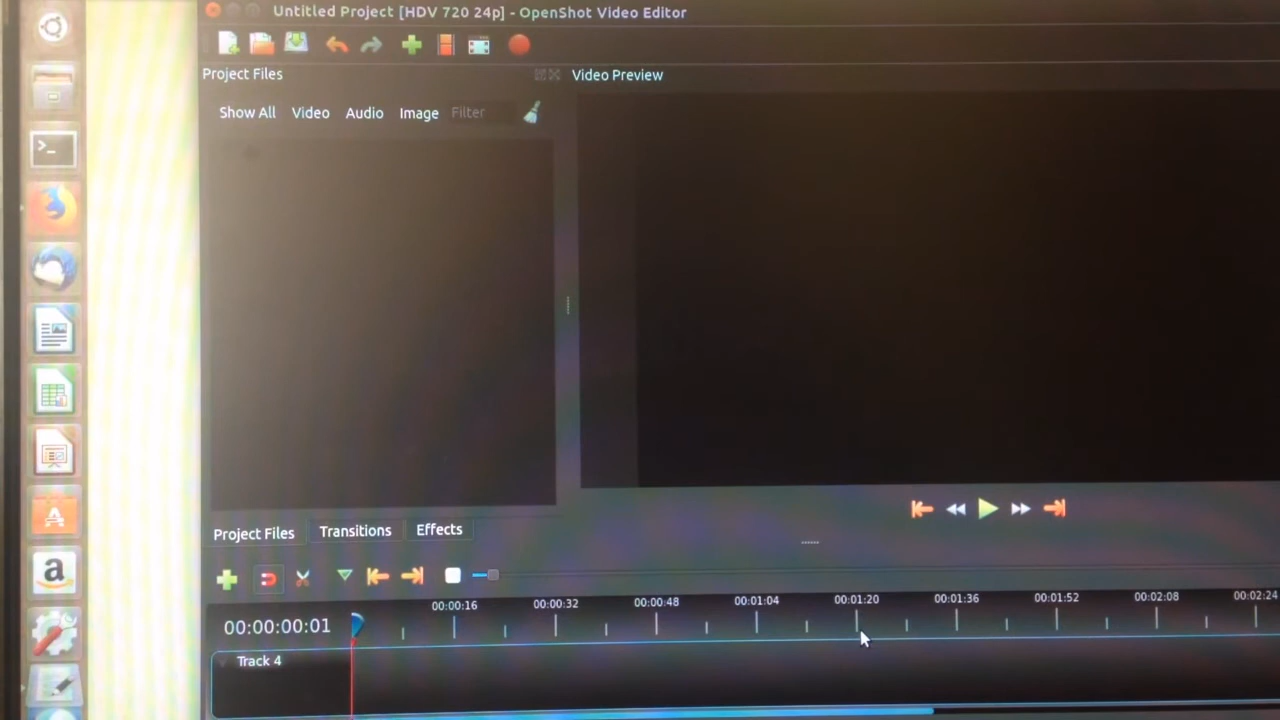 Untitled Project [HDV 720 24p] - OpenShot Video Editor
Project Files
Video Preview
Show All Video Audio Image Filter
Project Files Transitions Effects
00:00:16 00:00:32 00:00:48 00:01:04 00:01:20 00:01:36 00:01:52 00:02:08 00:02:24
00:00:00:01
Track 4
>_
a